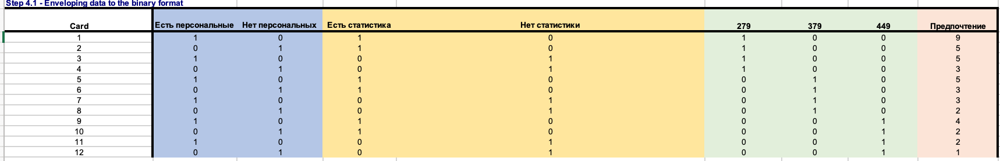 Step 4.1 - Enveloping data to the binary format
Card Есть персональные Нет персональных Есть статистика Нет статистики 279 379 449 Предпочтение
1 1 0 1 0 1 0 0 9
2 0 1 1 0 1 0 0 5
3 1 0 0 1 1 0 0 5
4 0 1 0 1 1 0 0 3
5 1 0 1 0 0 1 0 5
6 0 1 1 0 0 1 0 3
7 1 0 0 1 0 1 0 3
8 0 1 0 1 0 1 0 2
9 1 0 1 0 0 0 1 4
10 0 1 1 0 0 0 1 2
11 1 0 0 1 0 0 1 2
12 0 1 0 1 0 0 1 1